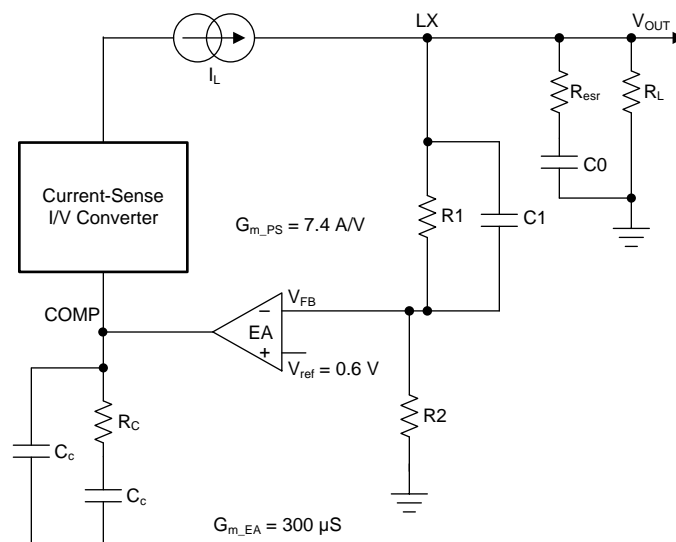 LX
V_OUT
I_L
R_esr
R_L
C0
Current-Sense
I/V Converter
G_m_PS = 7.4 A/V
R1
C1
COMP
V_FB
−
EA
+
V_ref = 0.6 V
R_C
C_c
R2
C_c
G_m_EA = 300 µS